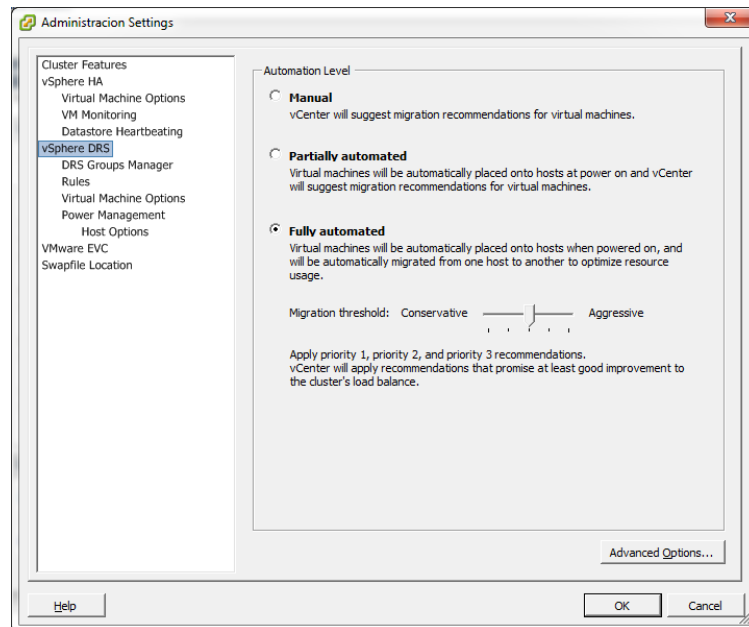 Administracion Settings
Cluster Features
vSphere HA
Virtual Machine Options
VM Monitoring
Datastore Heartbeating
vSphere DRS
DRS Groups Manager
Rules
Virtual Machine Options
Power Management
Host Options
VMware EVC
Swapfile Location
Automation Level
Manual
vCenter will suggest migration recommendations for virtual machines.
Partially automated
Virtual machines will be automatically placed onto hosts at power on and vCenter
will suggest migration recommendations for virtual machines.
Fully automated
Virtual machines will be automatically placed onto hosts when powered on, and
will be automatically migrated from one host to another to optimize resource
usage.
Migration threshold: Conservative Aggressive
Apply priority 1, priority 2, and priority 3 recommendations.
vCenter will apply recommendations that promise at least good improvement to
the cluster's load balance.
Advanced Options...
Help OK Cancel